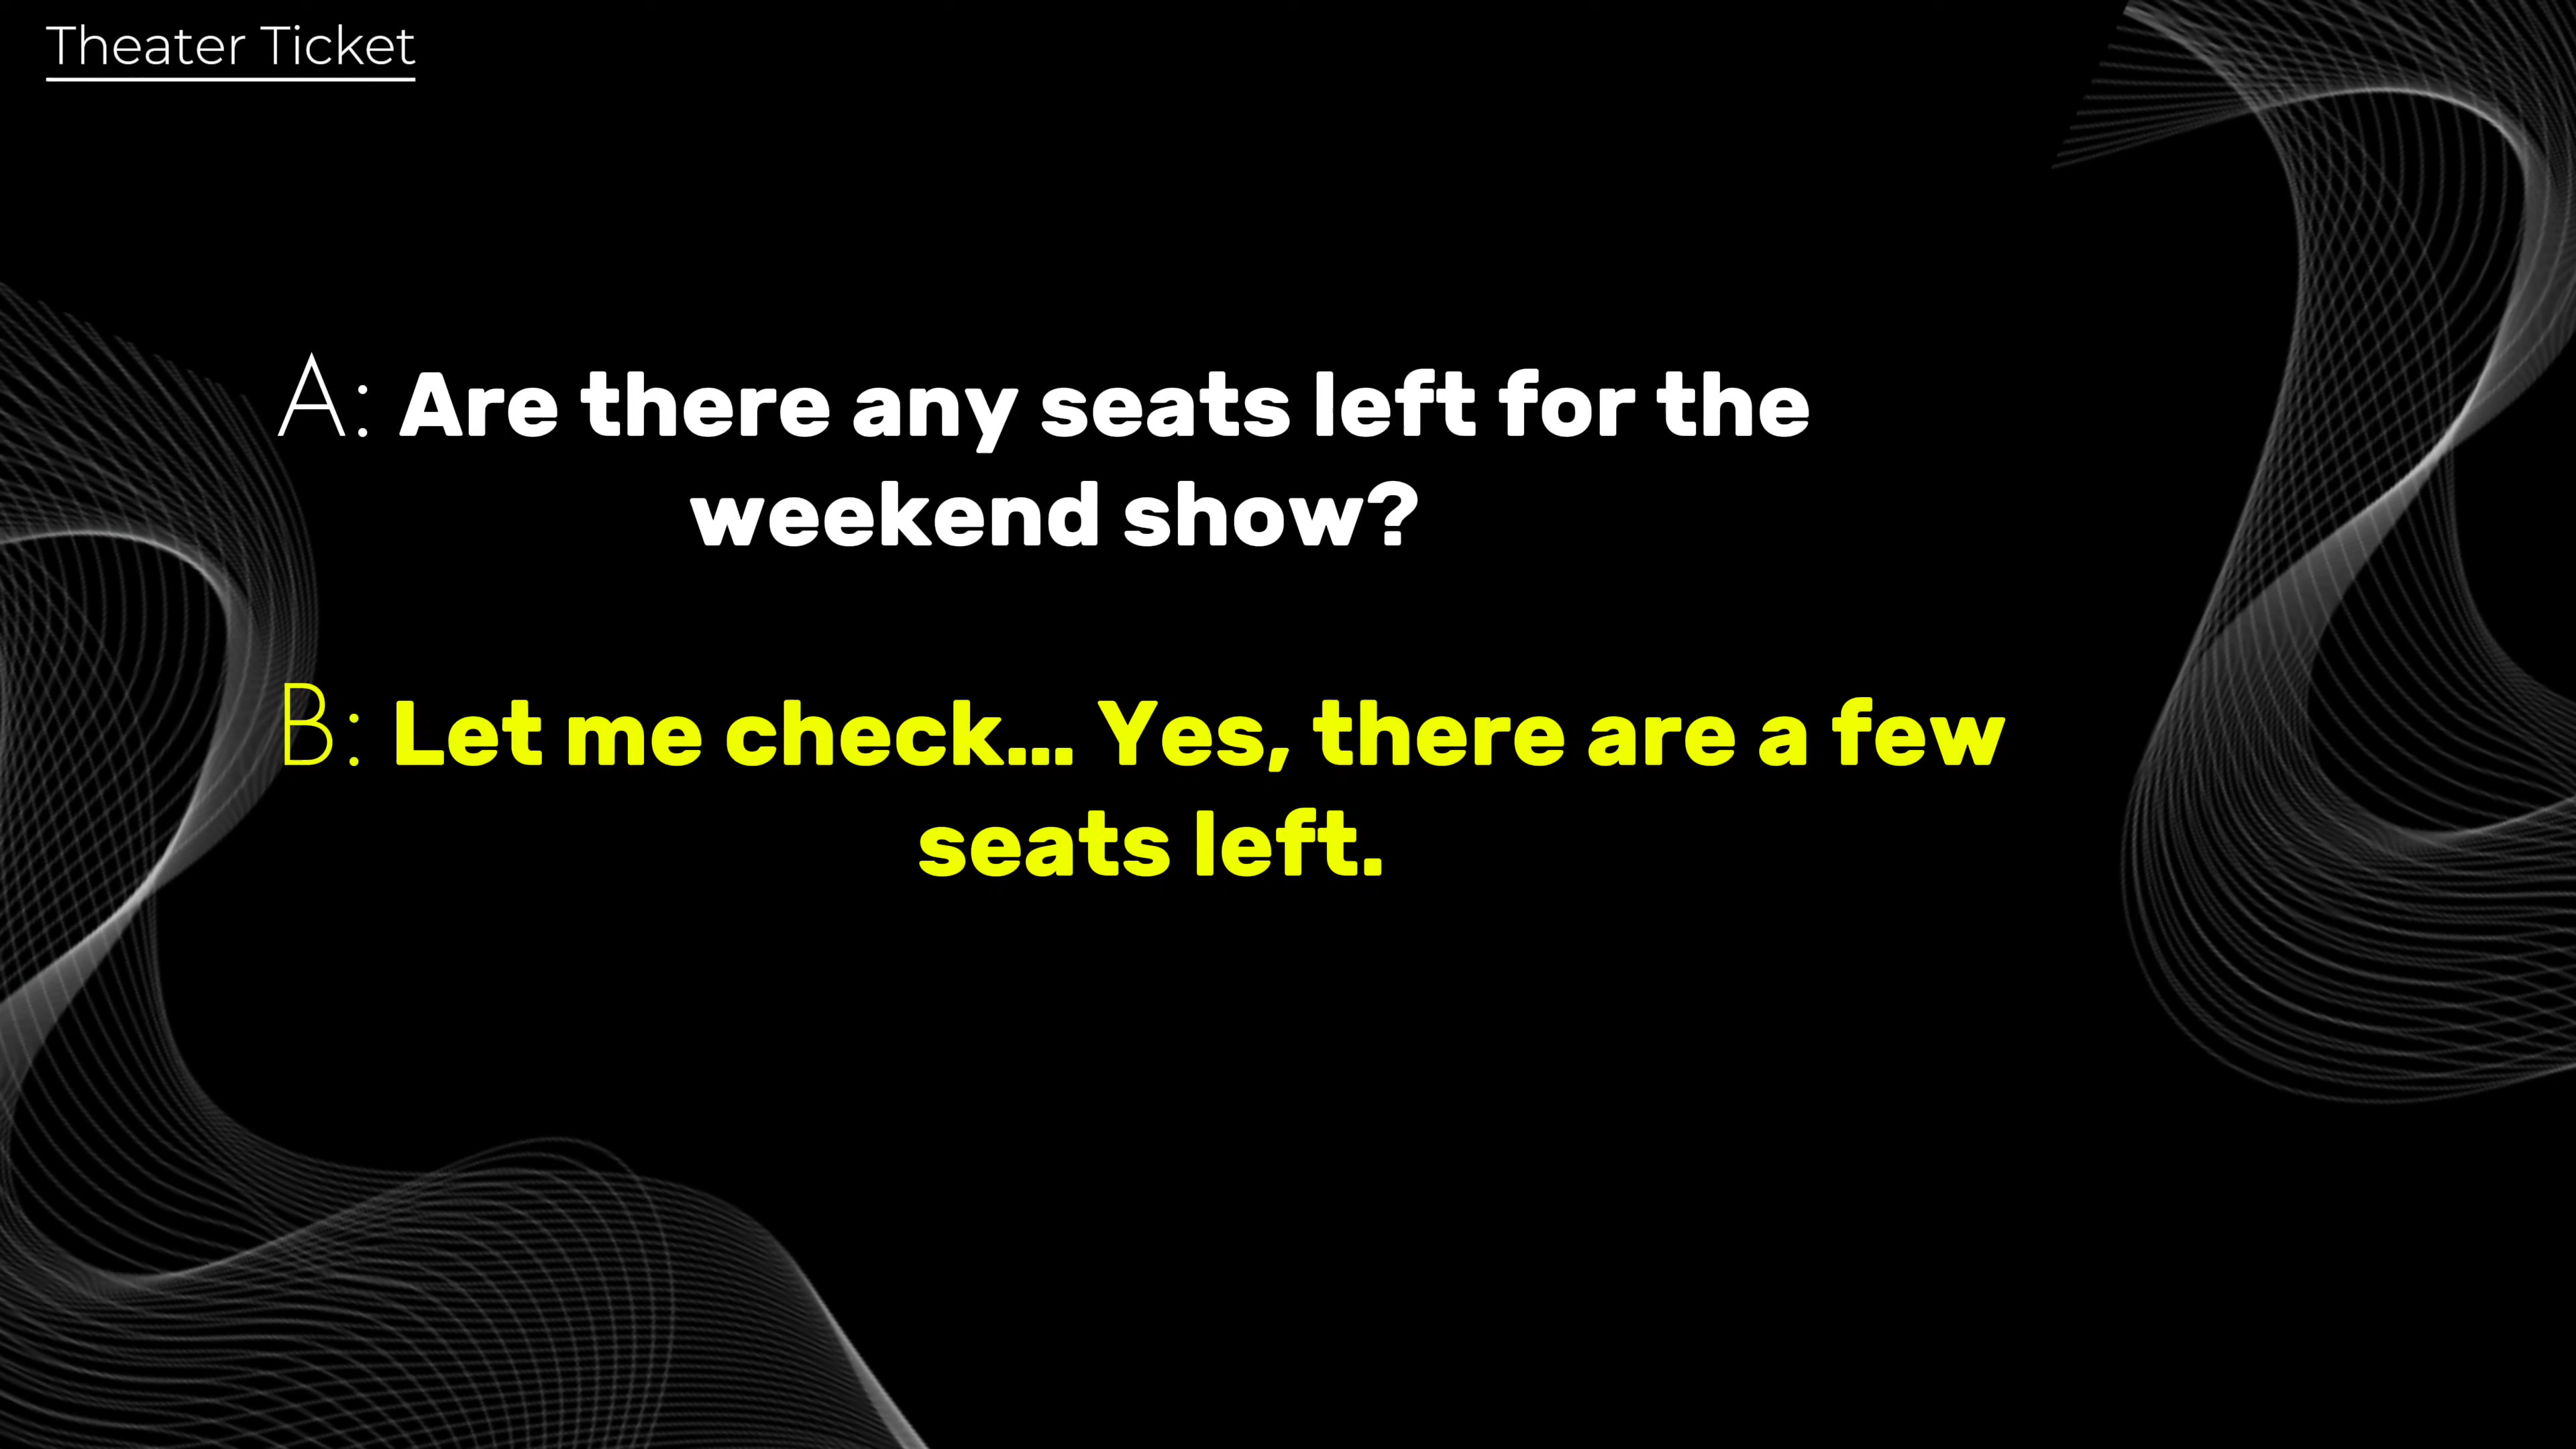 Theater Ticket
A: Are there any seats left for the
weekend show?
B: Let me check... Yes, there are a few
seats left.